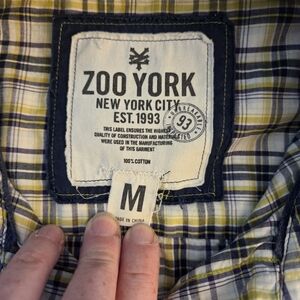 ZOO YORK
NEW YORK CITY
EST. 1993
THIS LABEL ENSURES THE HIGHEST
QUALITY OF CONSTRUCTION AND MATERIALS
WERE USED IN THE MANUFACTURING
OF THIS GARMENT
UNBREAKABLE
93
100% COTTON
M
MADE IN CHINA